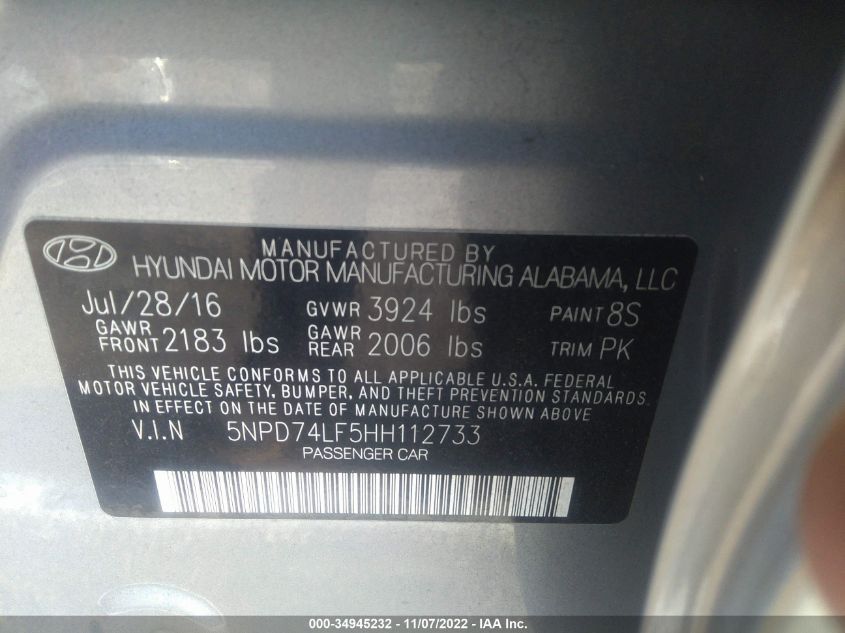 MANUFACTURED BY
HYUNDAI MOTOR MANUFACTURING ALABAMA, LLC
Jul/28/16 GVWR 3924 lbs PAINT 8S
GAWR FRONT 2183 lbs GAWR REAR 2006 lbs TRIM PK
THIS VEHICLE CONFORMS TO ALL APPLICABLE U.S.A. FEDERAL
MOTOR VEHICLE SAFETY, BUMPER, AND THEFT PREVENTION STANDARDS
IN EFFECT ON THE DATE OF MANUFACTURE SHOWN ABOVE
V.I.N 5NPD74LF5HH112733
PASSENGER CAR
000-34945232 - 11/07/2022 - IAA Inc.